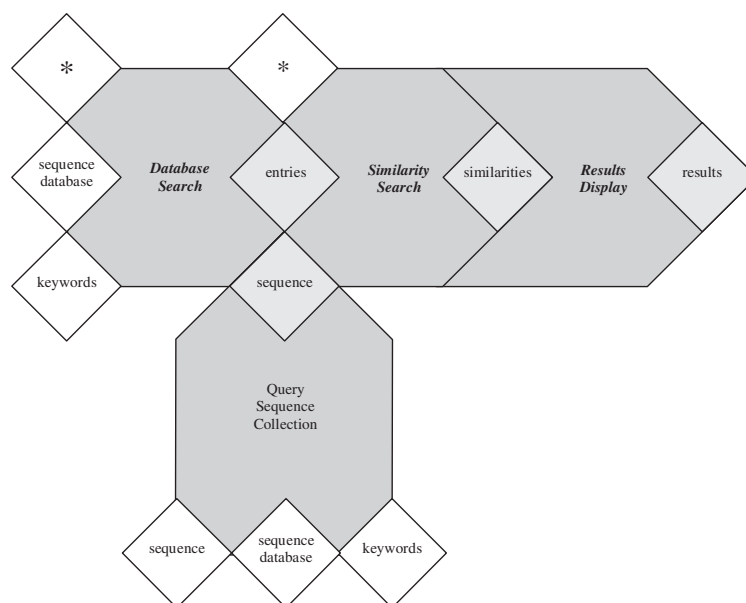 *
*
sequence
database
Database
Search
entries
Similarity
Search
similarities
Results
Display
results
keywords
sequence
Query
Sequence
Collection
sequence
sequence
database
keywords